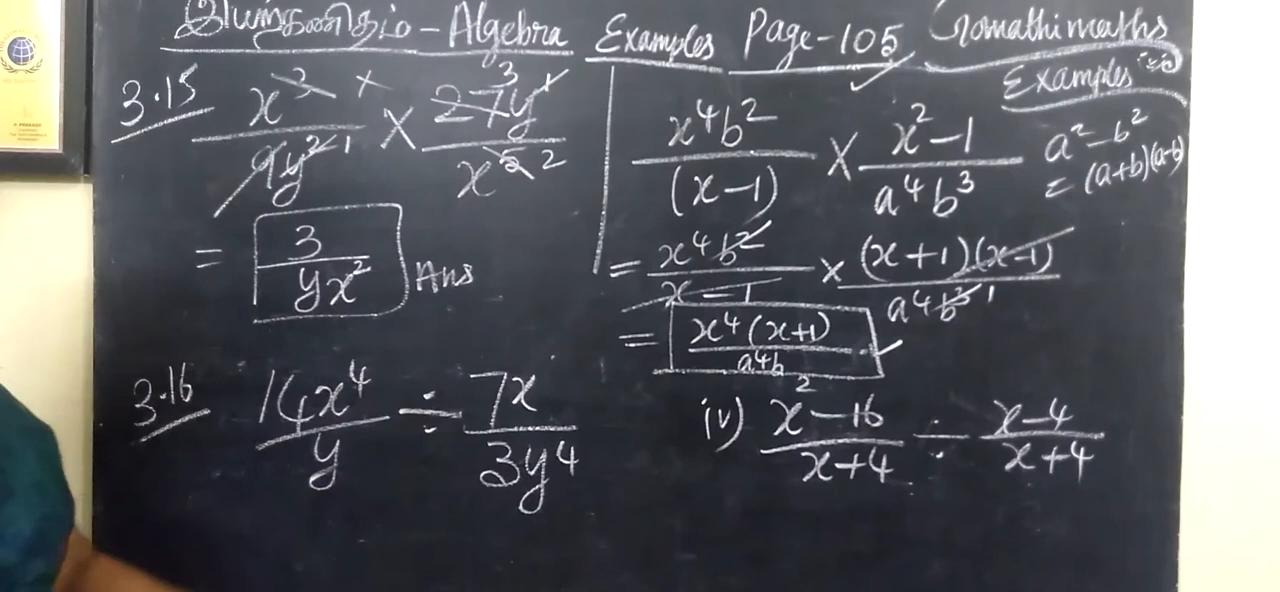 இயற்கணிதம் - Algebra Examples Page-105 Gomathimaths
Examples
3.15 x³/9y² × 27y/x⁵
= 3/yx² Ans
x⁴b²/(x-1) × x²-1/a⁴b³
a²-b²
= (a+b)(a-b)
= x⁴b²/x-1 × (x+1)(x-1)/a⁴b³ 1
= x⁴(x+1)/a⁴b
3.16 14x⁴/y ÷ 7x/3y⁴
iv) x²-16/x+4 ÷ x-4/x+4